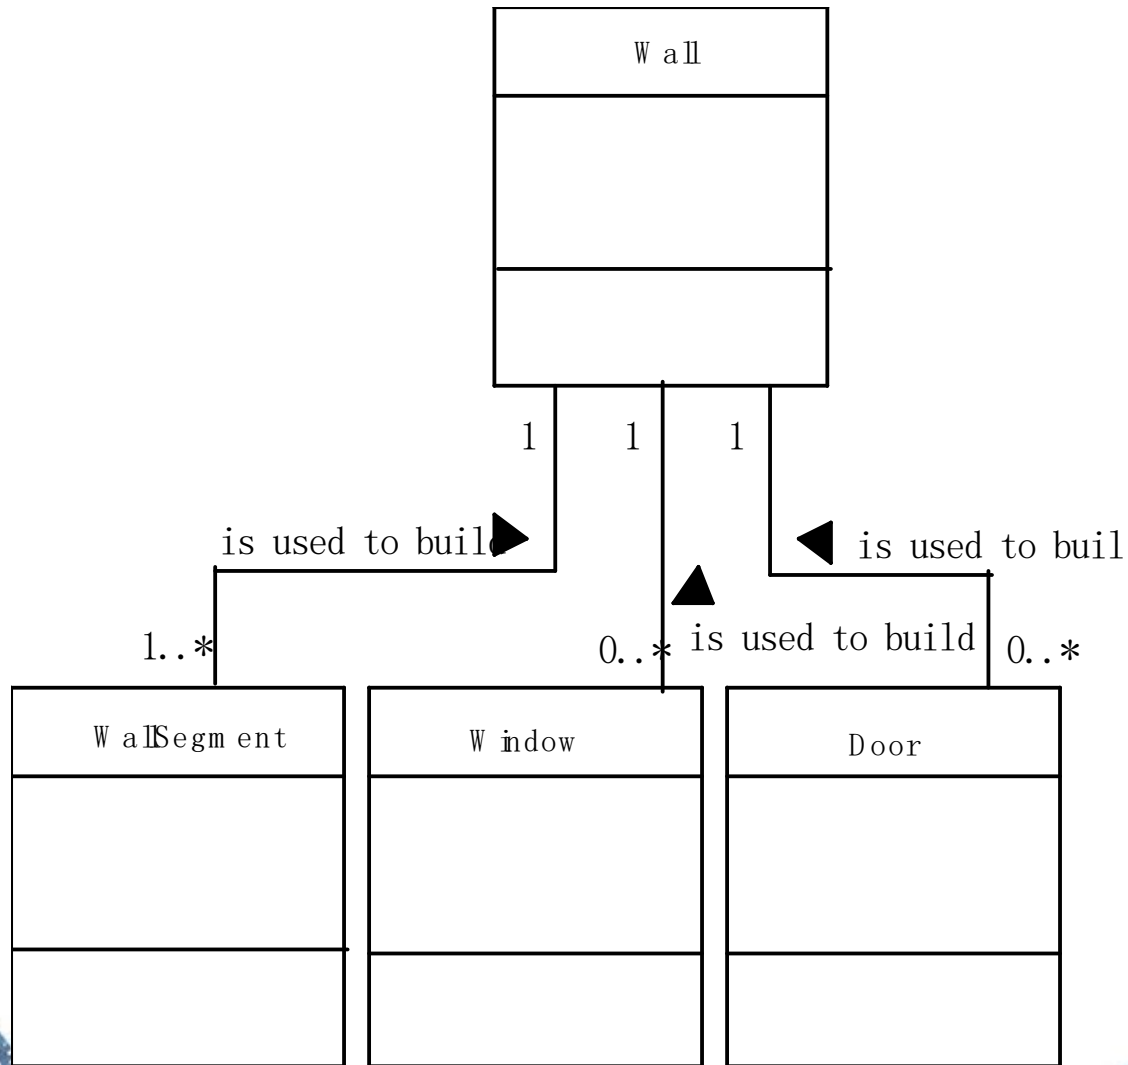 Wall
1
1
1
is used to build
is used to buil
is used to build
1..*
0..*
0..*
WallSegment
Window
Door